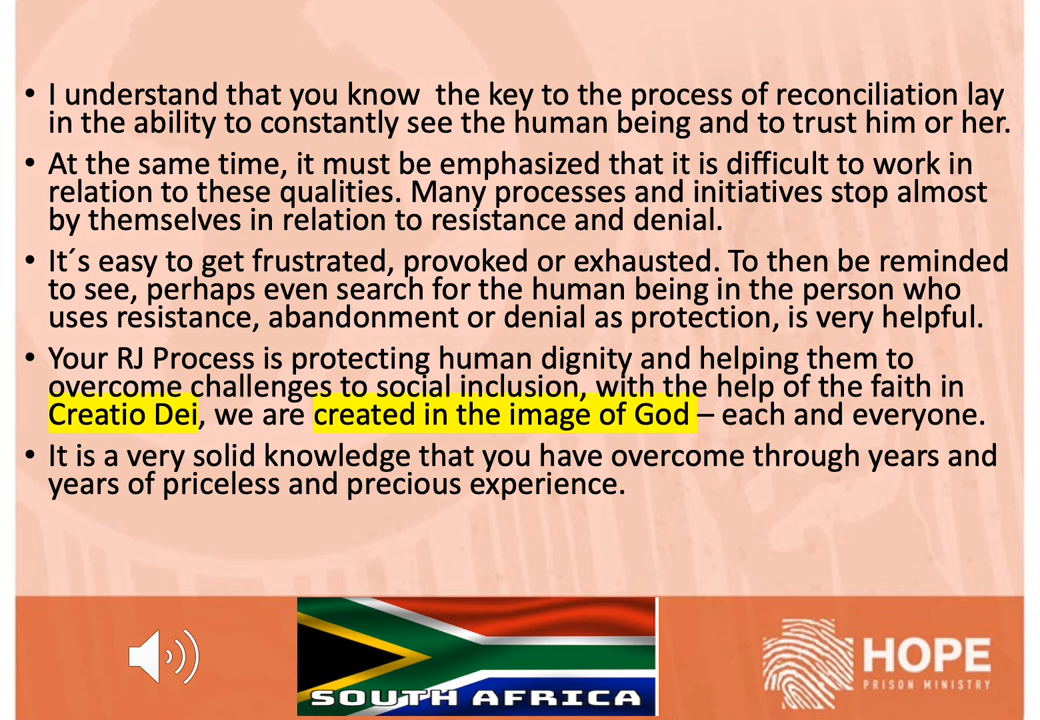 • I understand that you know  the key to the process of reconciliation lay
in the ability to constantly see the human being and to trust him or her.
• At the same time, it must be emphasized that it is difficult to work in
relation to these qualities. Many processes and initiatives stop almost
by themselves in relation to resistance and denial.
• It´s easy to get frustrated, provoked or exhausted. To then be reminded
to see, perhaps even search for the human being in the person who
uses resistance, abandonment or denial as protection, is very helpful.
• Your RJ Process is protecting human dignity and helping them to
overcome challenges to social inclusion, with the help of the faith in
Creatio Dei, we are created in the image of God – each and everyone.
• It is a very solid knowledge that you have overcome through years and
years of priceless and precious experience.
SOUTH AFRICA
HOPE
PRISON MINISTRY